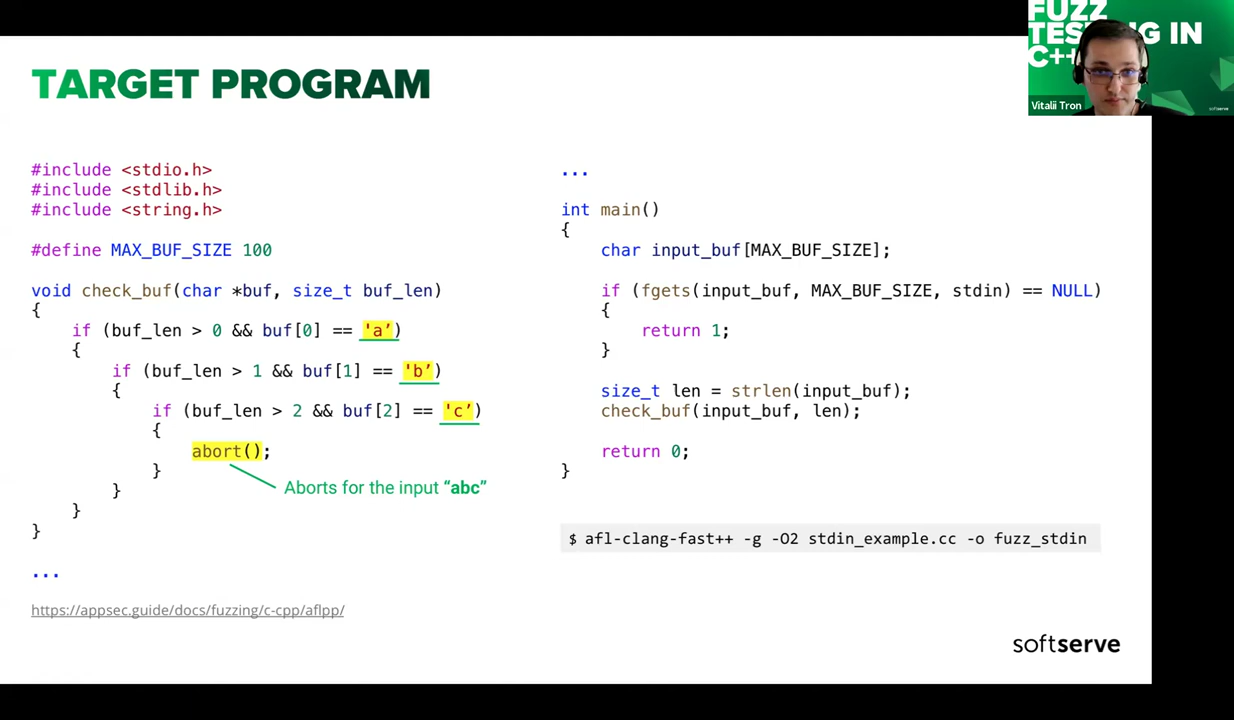 TARGET PROGRAM
#include <stdio.h>
#include <stdlib.h>
#include <string.h>
#define MAX_BUF_SIZE 100
void check_buf(char *buf, size_t buf_len)
{
if (buf_len > 0 && buf[0] == 'a’)
{
if (buf_len > 1 && buf[1] == 'b’)
{
if (buf_len > 2 && buf[2] == 'c’)
{
abort();
}
Aborts for the input “abc”
}
}
}
...
https://appsec.guide/docs/fuzzing/c-cpp/aflpp/
...
int main()
{
char input_buf[MAX_BUF_SIZE];
if (fgets(input_buf, MAX_BUF_SIZE, stdin) == NULL)
{
return 1;
}
size_t len = strlen(input_buf);
check_buf(input_buf, len);
return 0;
}
$ afl-clang-fast++ -g -O2 stdin_example.cc -o fuzz_stdin
softserve
FUZZ
TES G IN
C++
Vitalii Tron
softserve